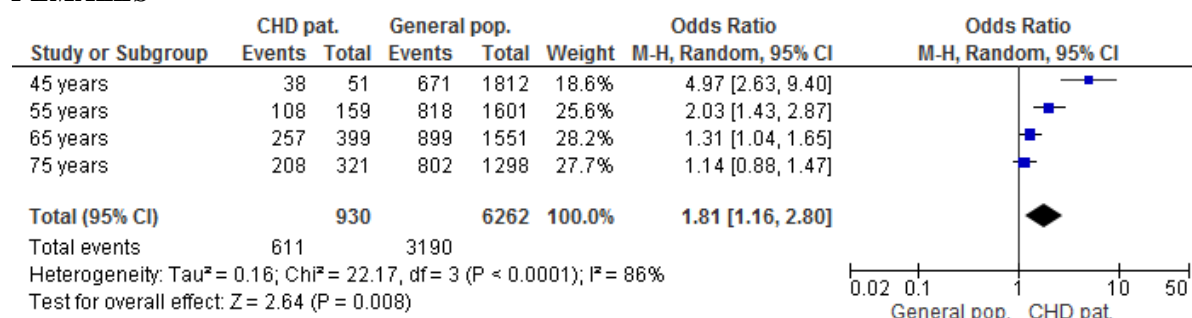 CHD pat. General pop. Odds Ratio Odds Ratio
Study or Subgroup Events Total Events Total Weight M-H, Random, 95% CI M-H, Random, 95% CI
45 years 38 51 671 1812 18.6% 4.97 [2.63, 9.40]
55 years 108 159 818 1601 25.6% 2.03 [1.43, 2.87]
65 years 257 399 899 1551 28.2% 1.31 [1.04, 1.65]
75 years 208 321 802 1298 27.7% 1.14 [0.88, 1.47]
Total (95% CI) 930 6262 100.0% 1.81 [1.16, 2.80]
Total events 611 3190
Heterogeneity: Tau² = 0.16; Chi² = 22.17, df = 3 (P < 0.0001); I² = 86%
Test for overall effect: Z = 2.64 (P = 0.008)
0.02 0.1 1 10 50
General pop. CHD pat.